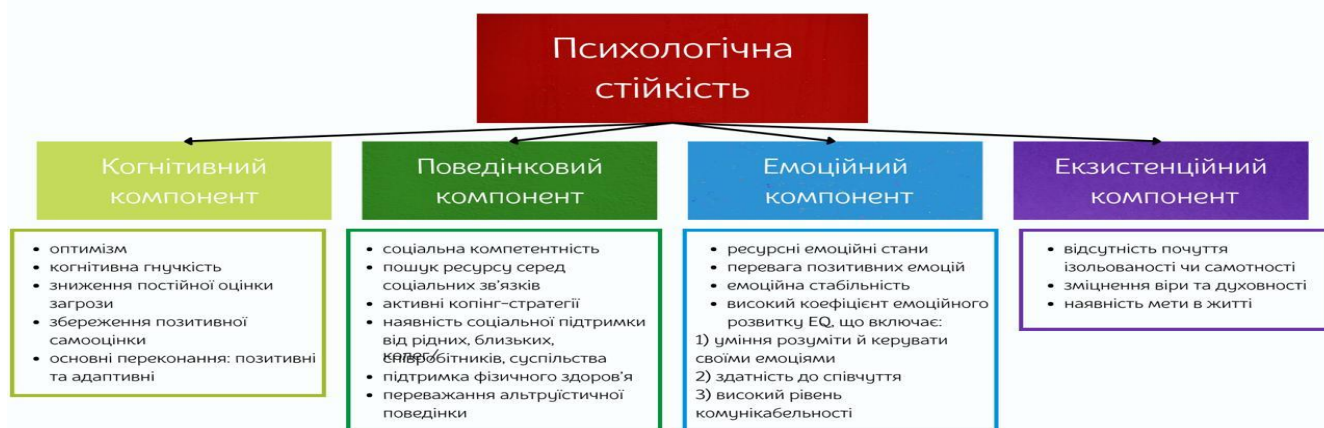 Психологічна
стійкість
Когнітивний
компонент
• оптимізм
• когнітивна гнучкість
• зниження постійної оцінки
загрози
• збереження позитивної
самооцінки
• основні переконання: позитивні
та адаптивні
Поведінковий
компонент
• соціальна компетентність
• пошук ресурсу серед
соціальних зв’язків
• активні копінг-стратегії
• наявність соціальної підтримки
від рідних, близьких,
колег/
співробітників, суспільства
• підтримка фізичного здоров’я
• переважання альтруїстичної
поведінки
Емоційний
компонент
• ресурсні емоційні стани
• перевага позитивних емоцій
• емоційна стабільність
• високий коефіцієнт емоційного
розвитку EQ, що включає:
1) уміння розуміти й керувати
своїми емоціями
2) здатність до співчуття
3) високий рівень
комунікабельності
Екзистенційний
компонент
• відсутність почуття
ізольованості чи самотності
• зміцнення віри та духовності
• наявність мети в житті